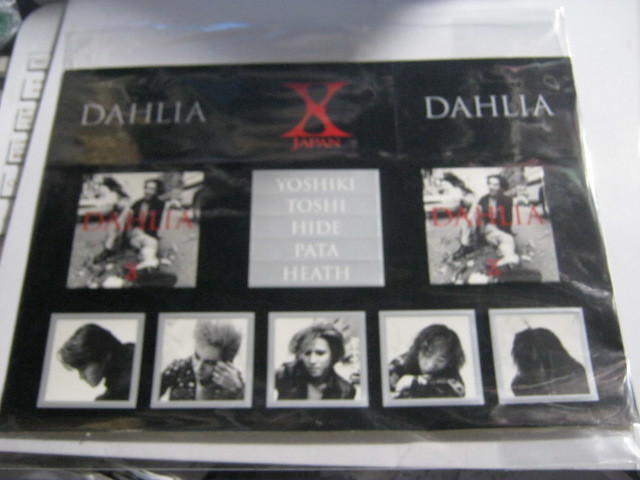 DAHLIA
X
JAPAN
DAHLIA
DAHLIA
X
YOSHIKI
TOSHI
HIDE
PATA
HEATH
DAHLIA
X